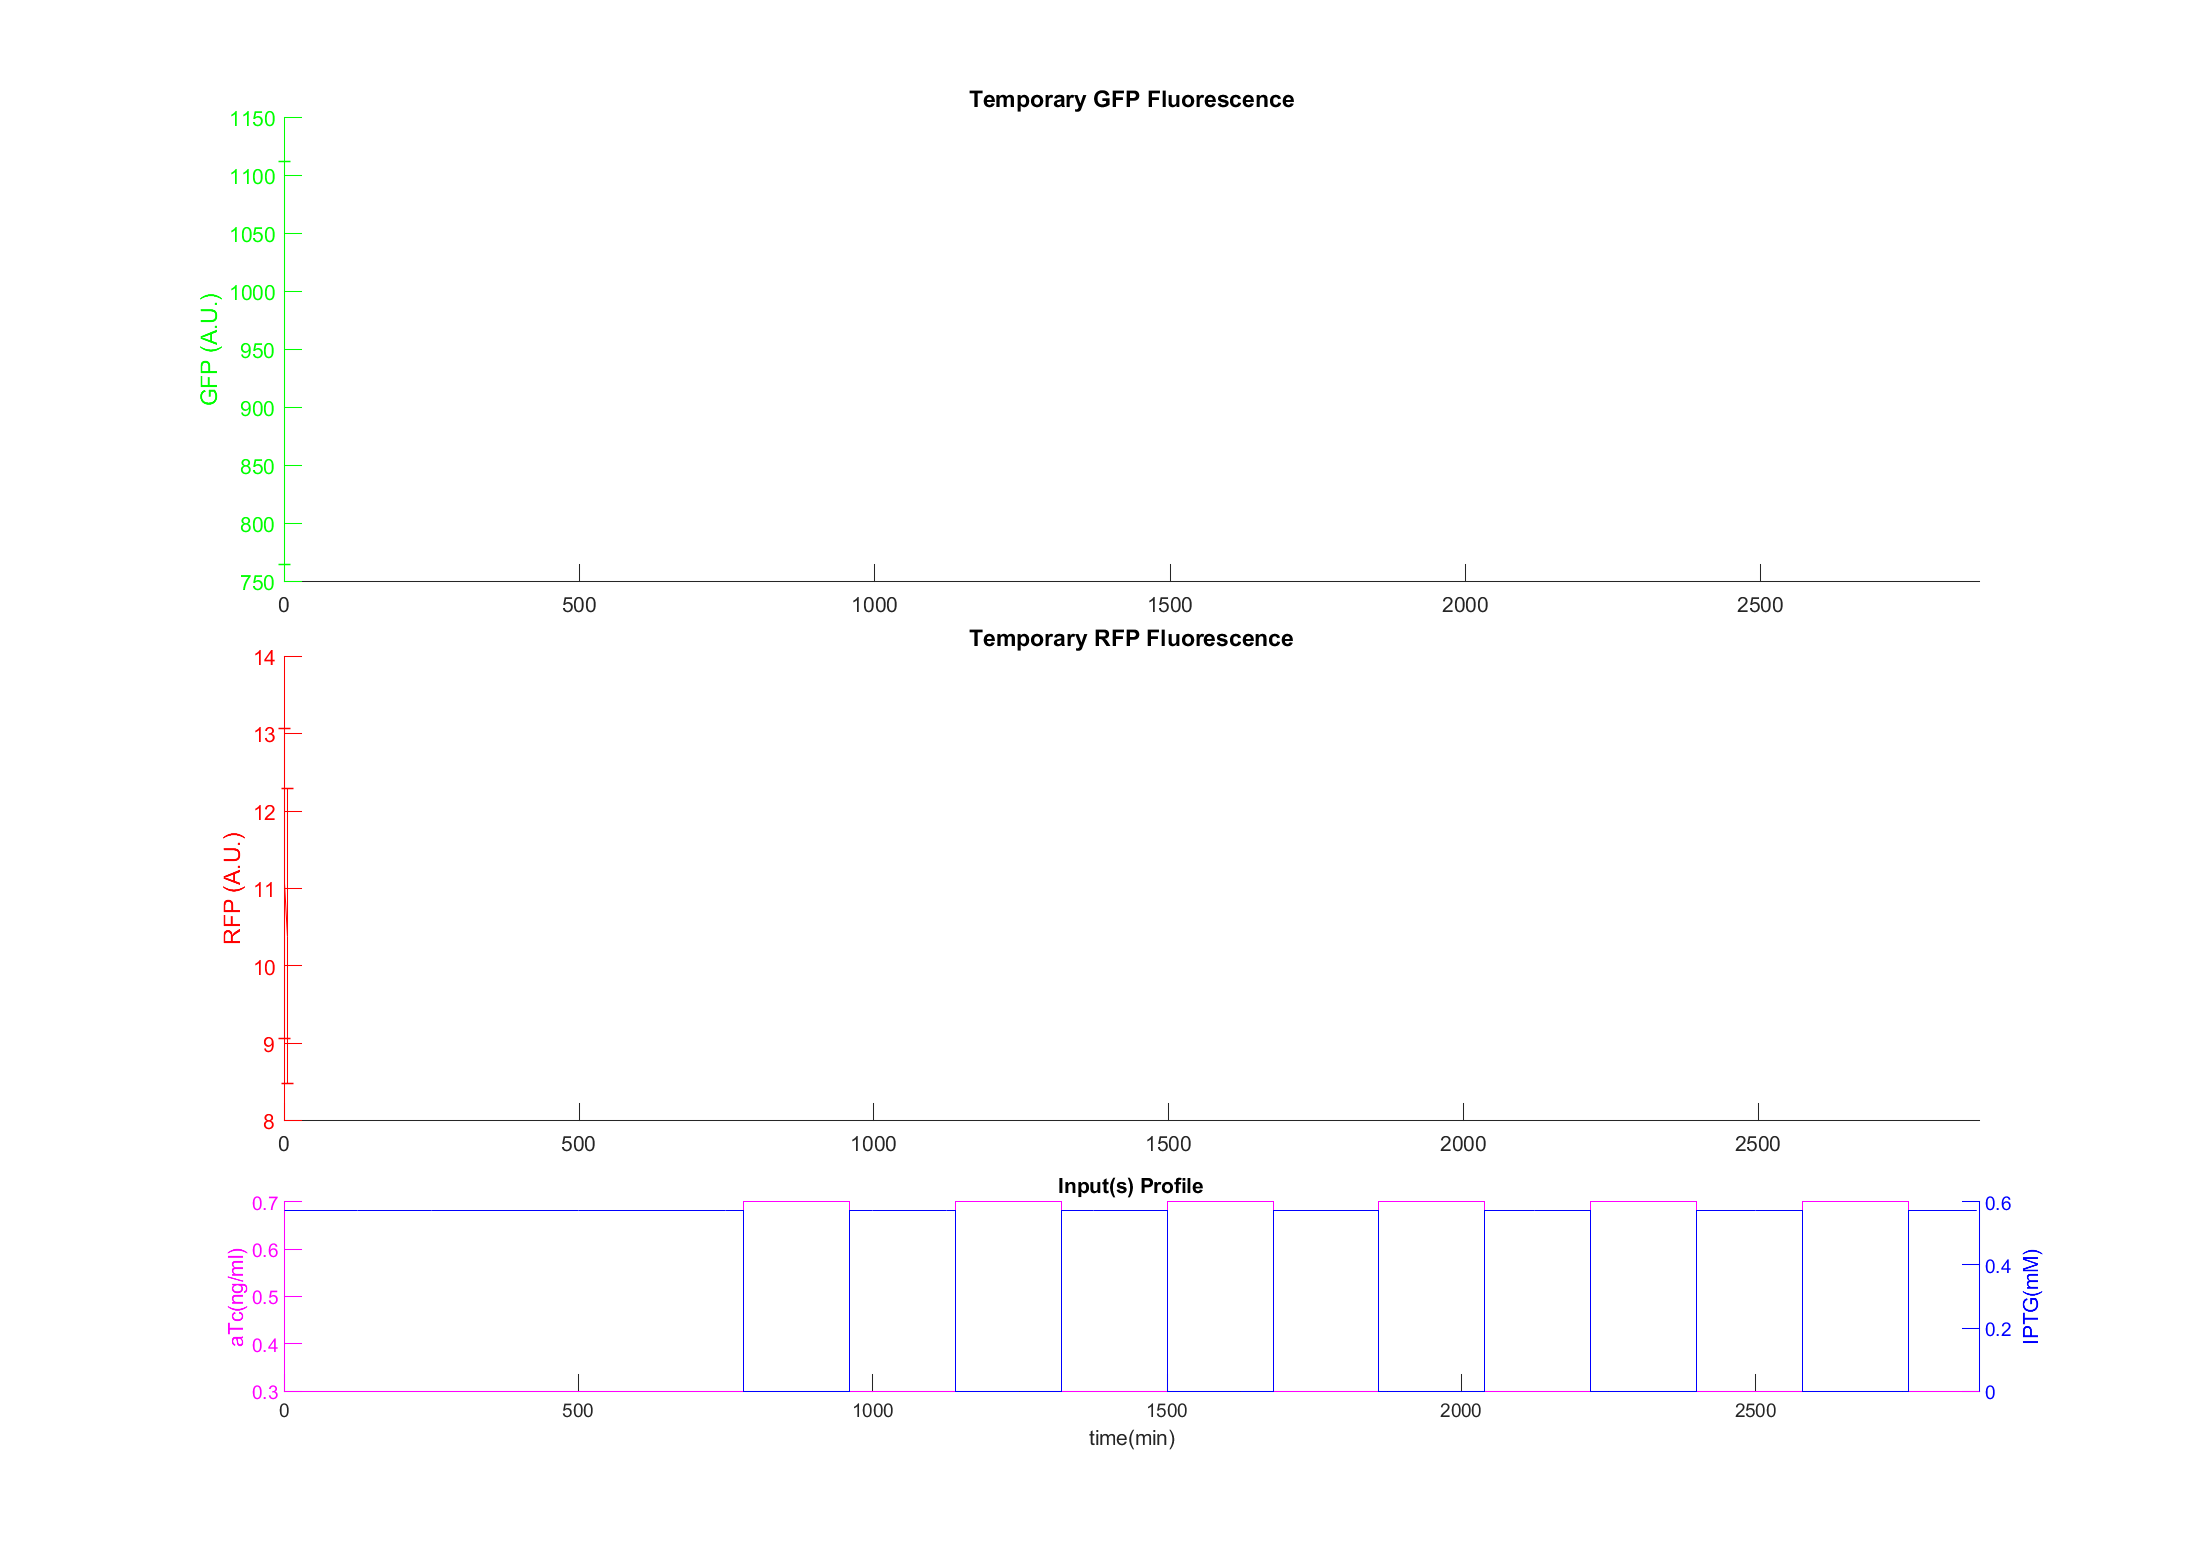 Temporary GFP Fluorescence
1150
1100
1050
1000
950
900
850
800
750
GFP (A.U.)
0 500 1000 1500 2000 2500
Temporary RFP Fluorescence
14
13
12
11
10
9
8
RFP (A.U.)
0 500 1000 1500 2000 2500
Input(s) Profile
0.7
0.6
0.5
0.4
0.3
aTc(ng/ml)
0.6
0.4
0.2
0
IPTG(mM)
0 500 1000 1500 2000 2500
time(min)